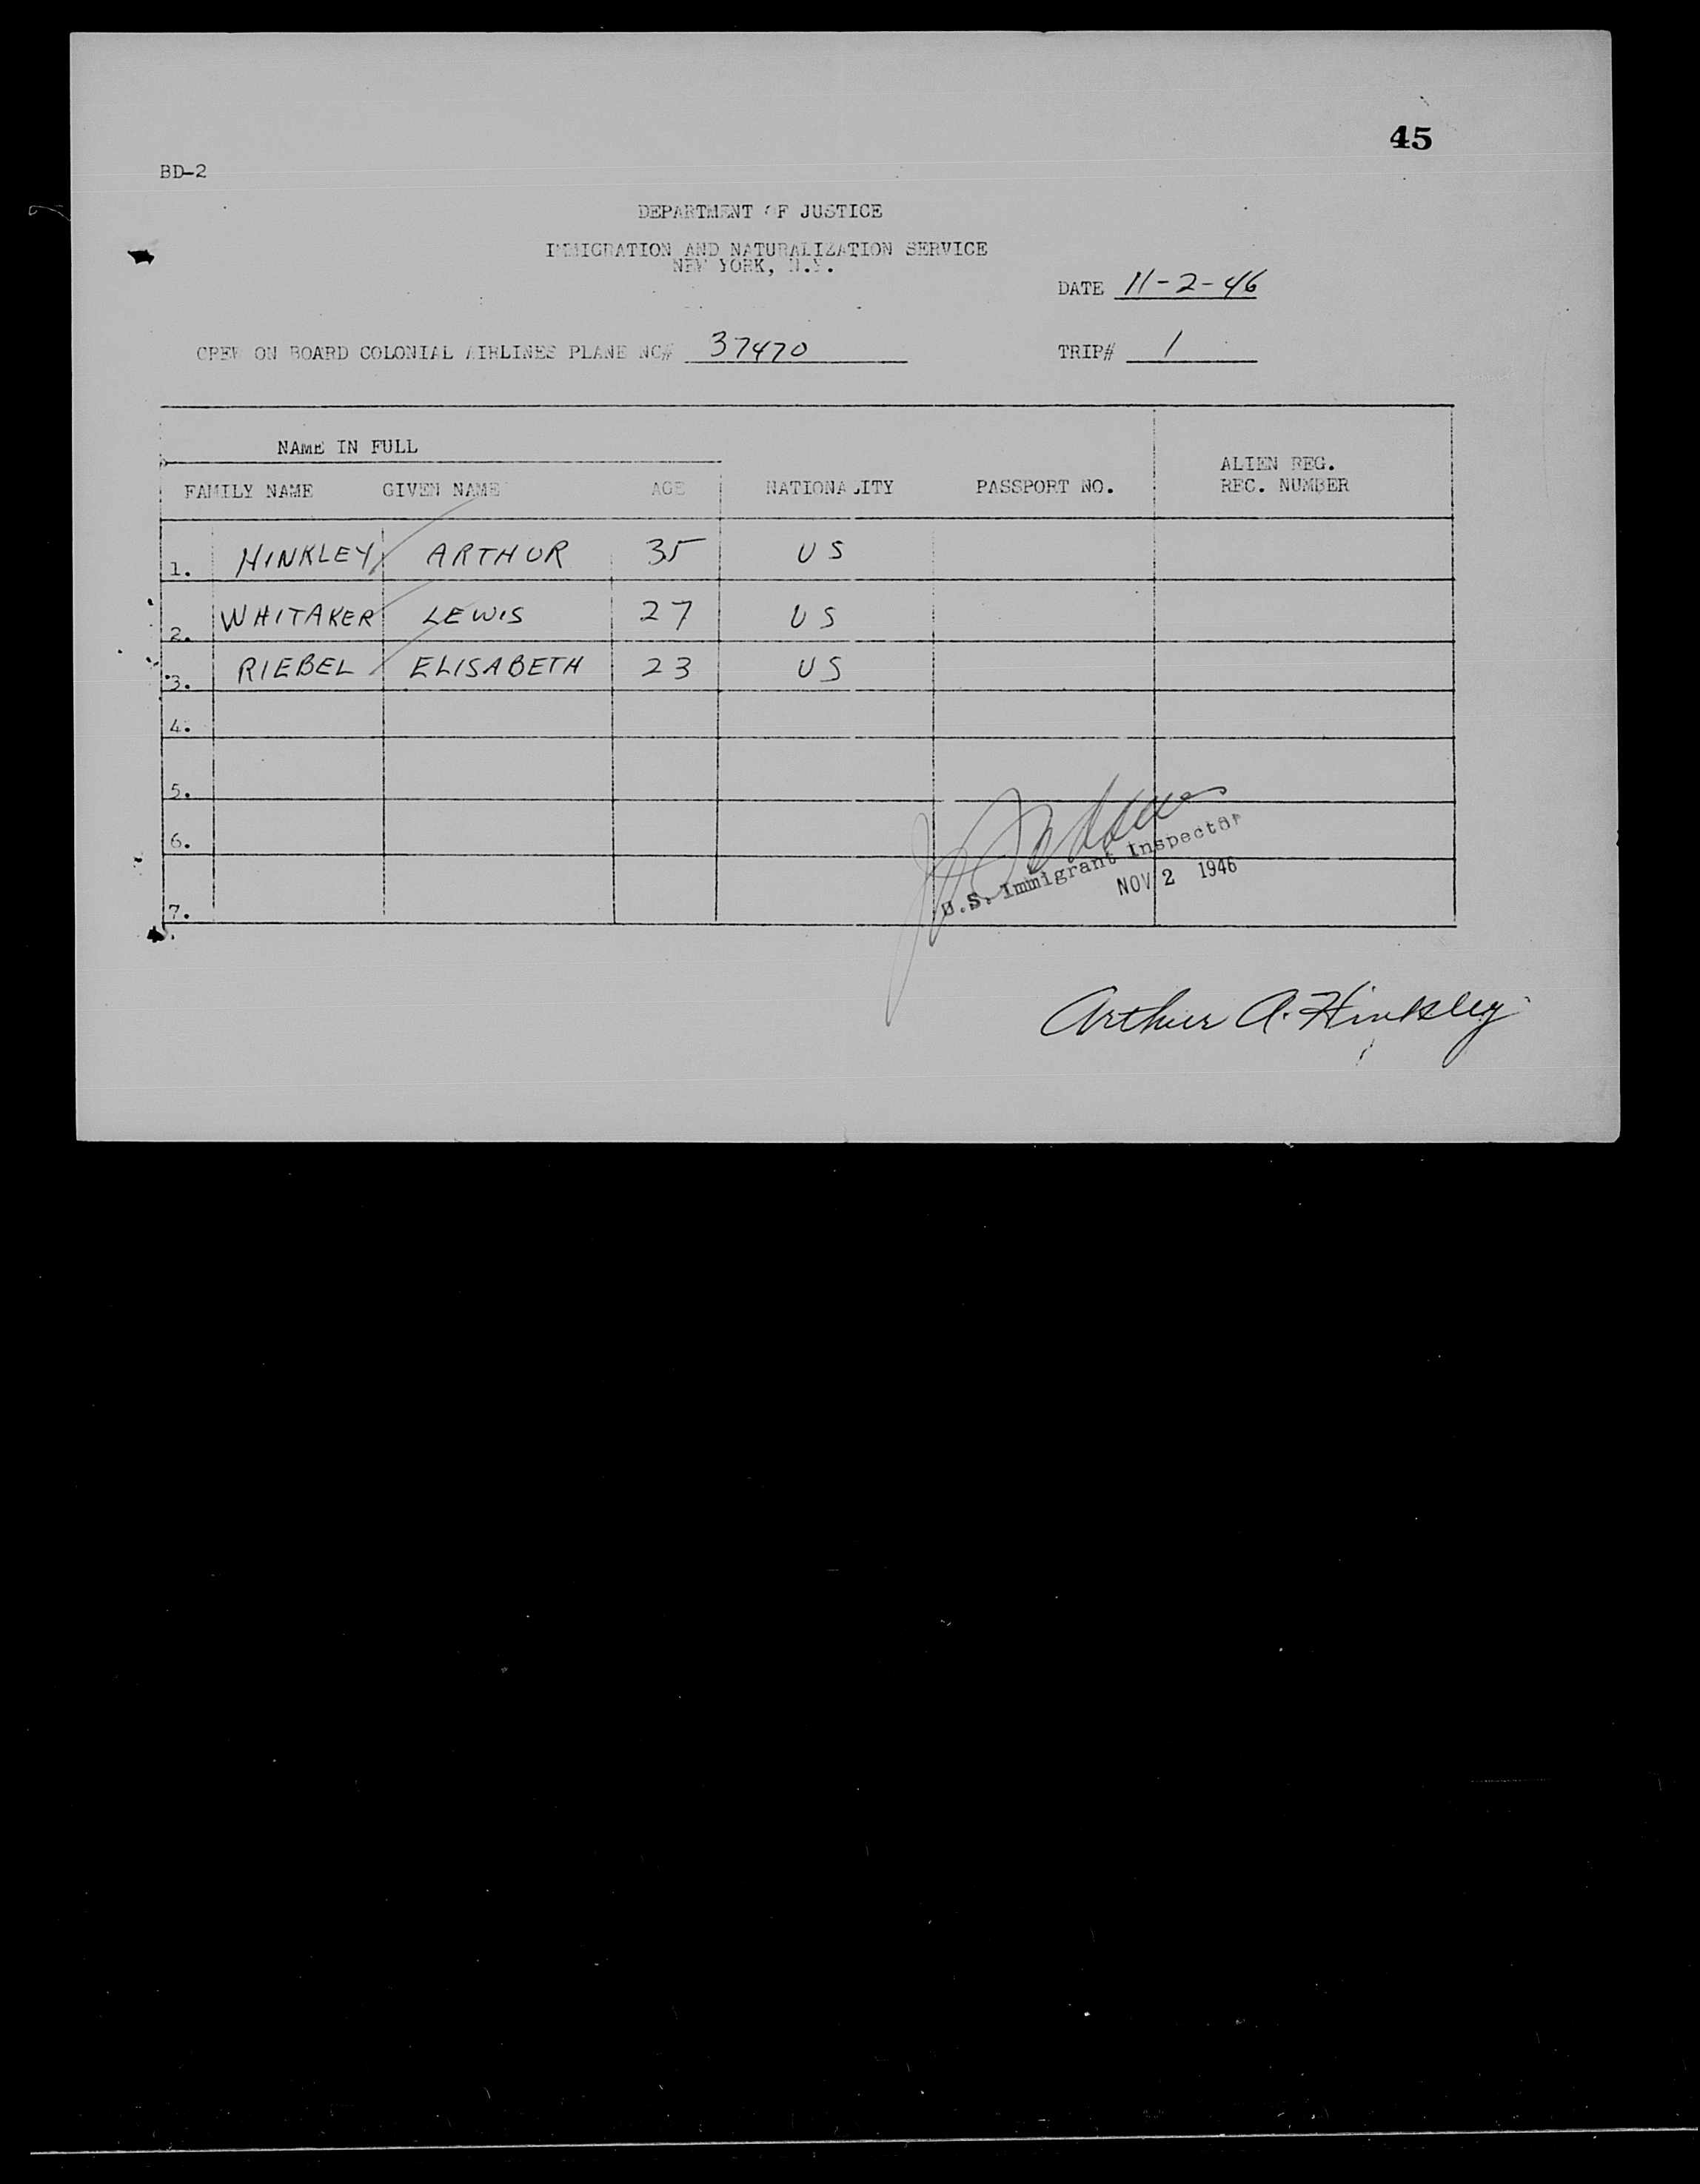 45
BD-2
DEPARTMENT OF JUSTICE
IMMIGRATION AND NATURALIZATION SERVICE
NEW YORK, N.Y.
DATE 11-2-46
CREW ON BOARD COLONIAL AIRLINES PLANE NC# 37470 TRIP# 1
NAME IN FULL
FAMILY NAME GIVEN NAME AGE NATIONALITY PASSPORT NO. ALIEN REG. REC. NUMBER
1. HINKLEY ARTHUR 35 US
2. WHITAKER LEWIS 27 US
3. RIEBEL ELISABETH 23 US
4.
5.
6.
7.
U.S. Immigrant Inspector
NOV 2 1946
Arthur A. Hinkley